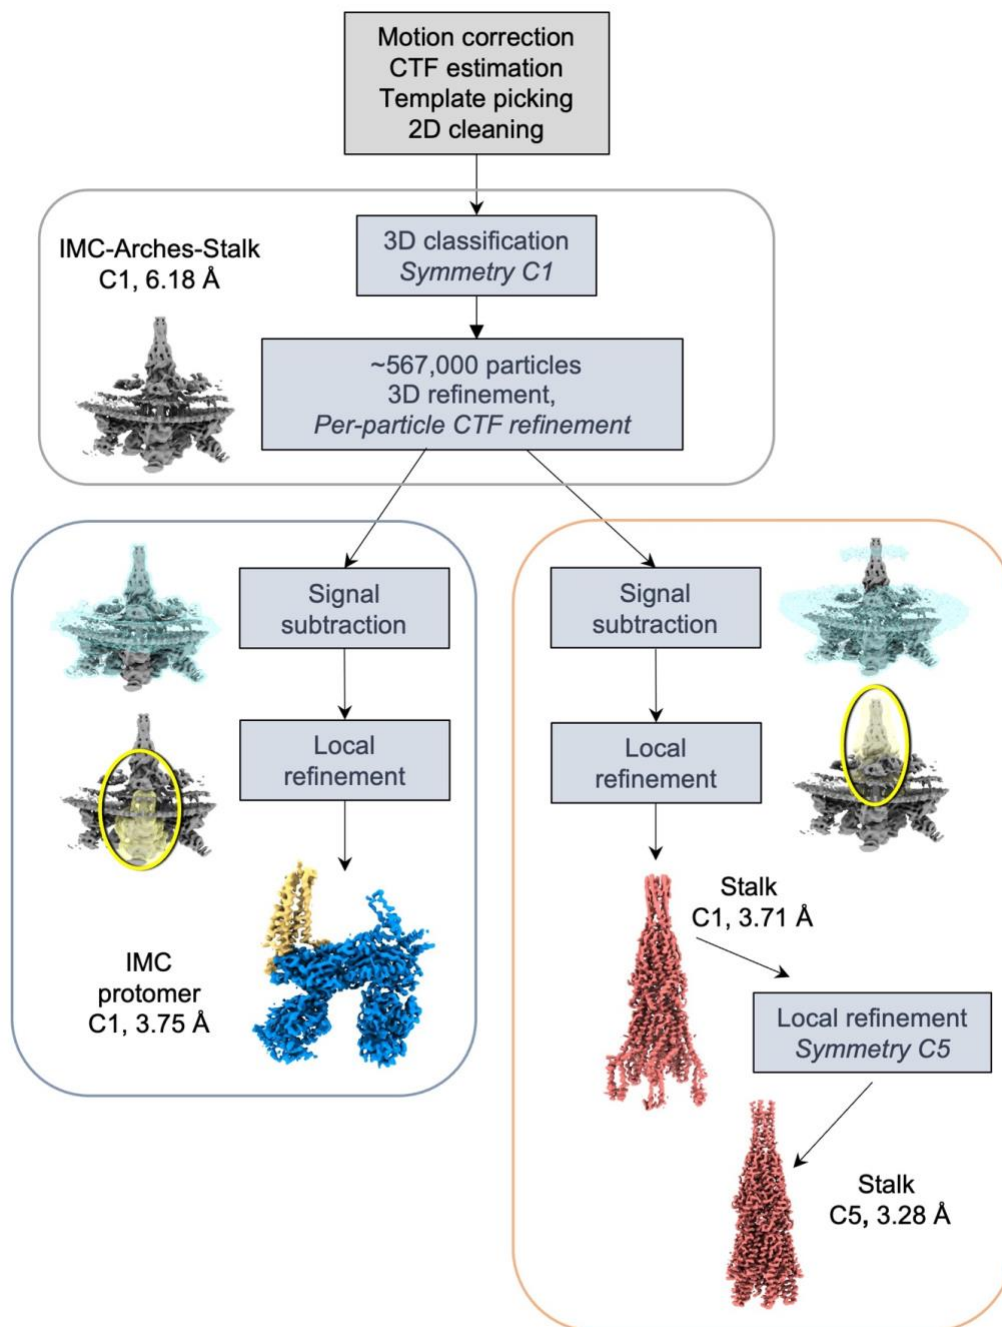 Motion correction
CTF estimation
Template picking
2D cleaning
IMC-Arches-Stalk
C1, 6.18 Å
3D classification
Symmetry C1
~567,000 particles
3D refinement,
Per-particle CTF refinement
Signal
subtraction
Local
refinement
IMC
protomer
C1, 3.75 Å
Signal
subtraction
Local
refinement
Stalk
C1, 3.71 Å
Local refinement
Symmetry C5
Stalk
C5, 3.28 Å